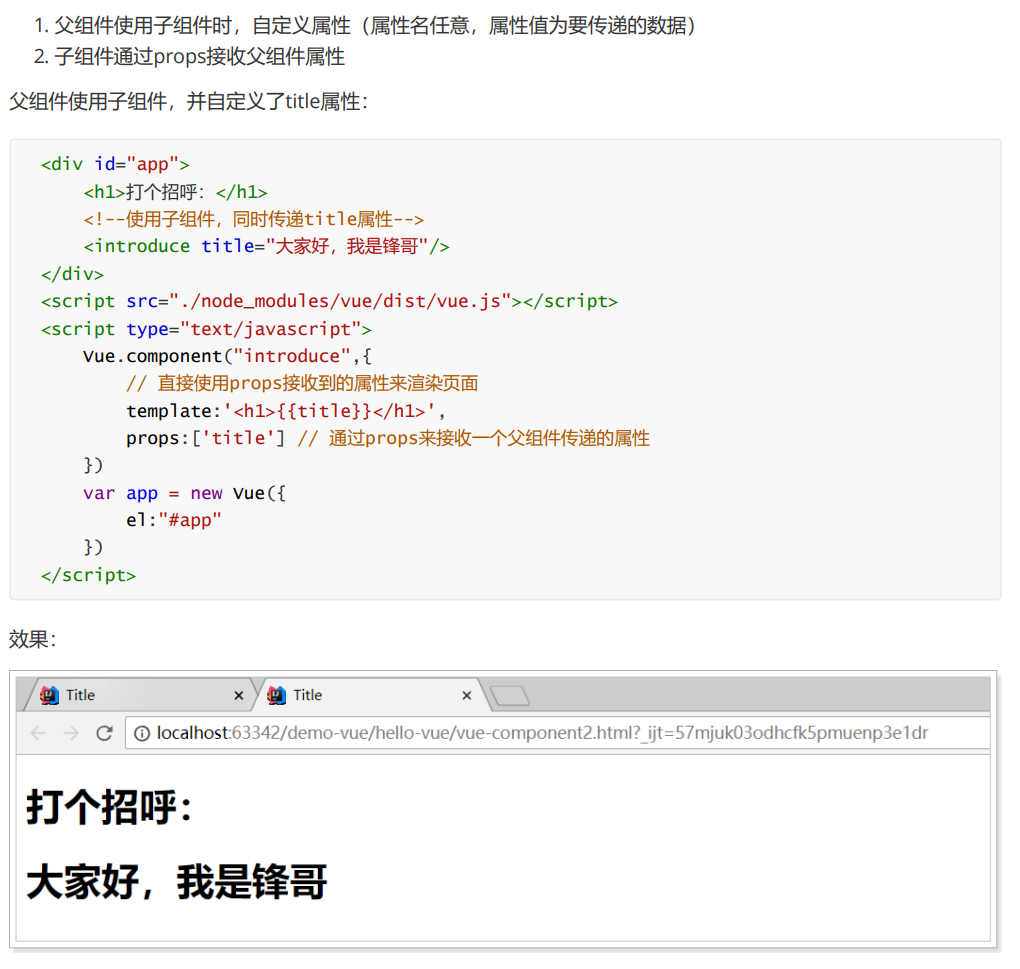 1. 父组件使用子组件时，自定义属性（属性名任意，属性值为要传递的数据）
2. 子组件通过props接收父组件属性
父组件使用子组件，并自定义了title属：
<div id="app">
    <h1>打个招呼：</h1>
    <!--使用子组件，同时传递title属性-->
    <introduce title="大家好，我是锋哥"/>
</div>
<script src="./node_modules/vue/dist/vue.js"></script>
<script type="text/javascript">
    Vue.component("introduce",{
        // 直接使用props接收到的属性来渲染页面
        template:'<h1>{{title}}</h1>',
        props:['title'] // 通过props来接收一个父组件传递的属性
    })
    var app = new Vue({
        el:"#app"
    })
</script>
效果：
Title × Title ×
localhost:63342/demo-vue/hello-vue/vue-component2.html?_ijt=57mjuk03odhcfk5pmuenp3e1dr
打个招呼：
大家好，我是锋哥